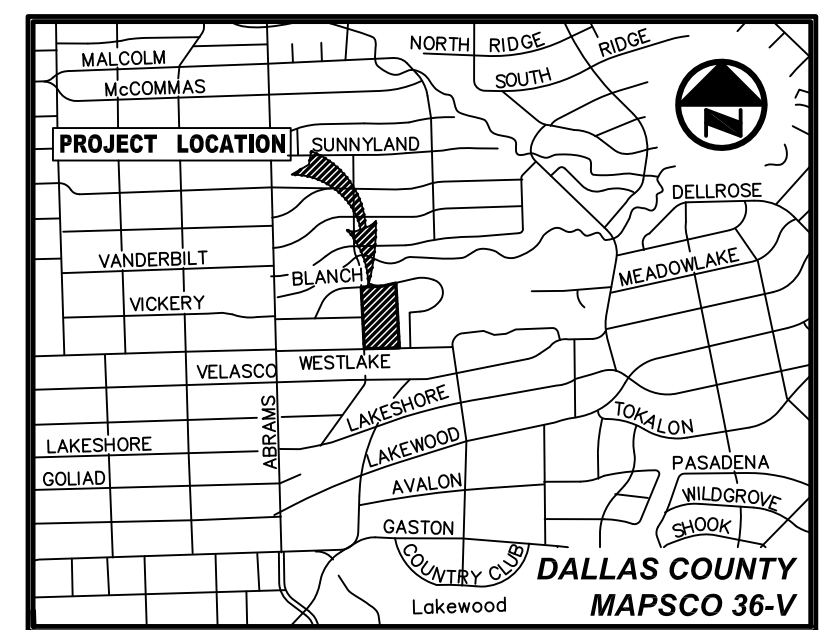 NORTH RIDGE
RIDGE
MALCOLM
SOUTH
McCOMMAS
PROJECT LOCATION
SUNNYLAND
N
DELLROSE
VANDERBILT
MEADOWLAKE
BLANCH
VICKERY
WESTLAKE
VELASCO
LAKESHORE
ABRAMS
TOKALON
LAKESHORE
LAKEWOOD
PASADENA
GOLIAD
AVALON
WILDGROVE
GASTON
SHOOK
COUNTRY CLUB
DALLAS COUNTY
Lakewood
MAPSCO 36-V